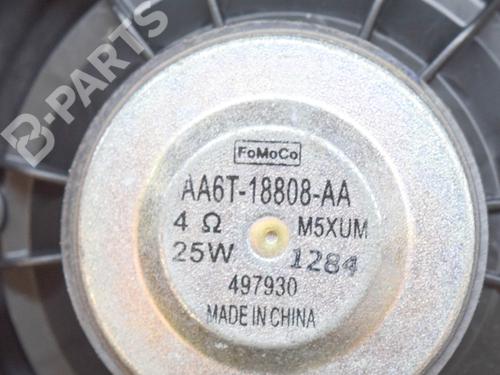 B-PARTS
FoMoCo
AA6T-18808-AA
4 Ω M5XUM
25W 1284
497930
MADE IN CHINA